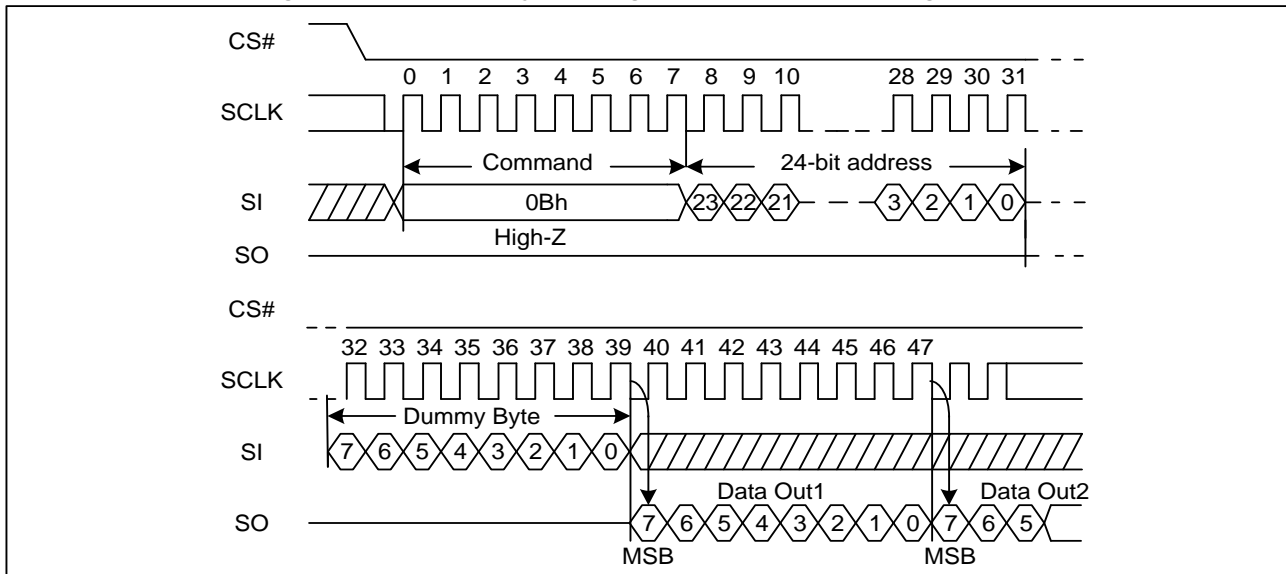 CS#
0 1 2 3 4 5 6 7 8 9 10 28 29 30 31
SCLK
Command 24-bit address
SI 0Bh 23 22 21 3 2 1 0
High-Z
SO
CS#
32 33 34 35 36 37 38 39 40 41 42 43 44 45 46 47
SCLK
Dummy Byte
SI 7 6 5 4 3 2 1 0
Data Out1 Data Out2
SO 7 6 5 4 3 2 1 0 7 6 5
MSB MSB